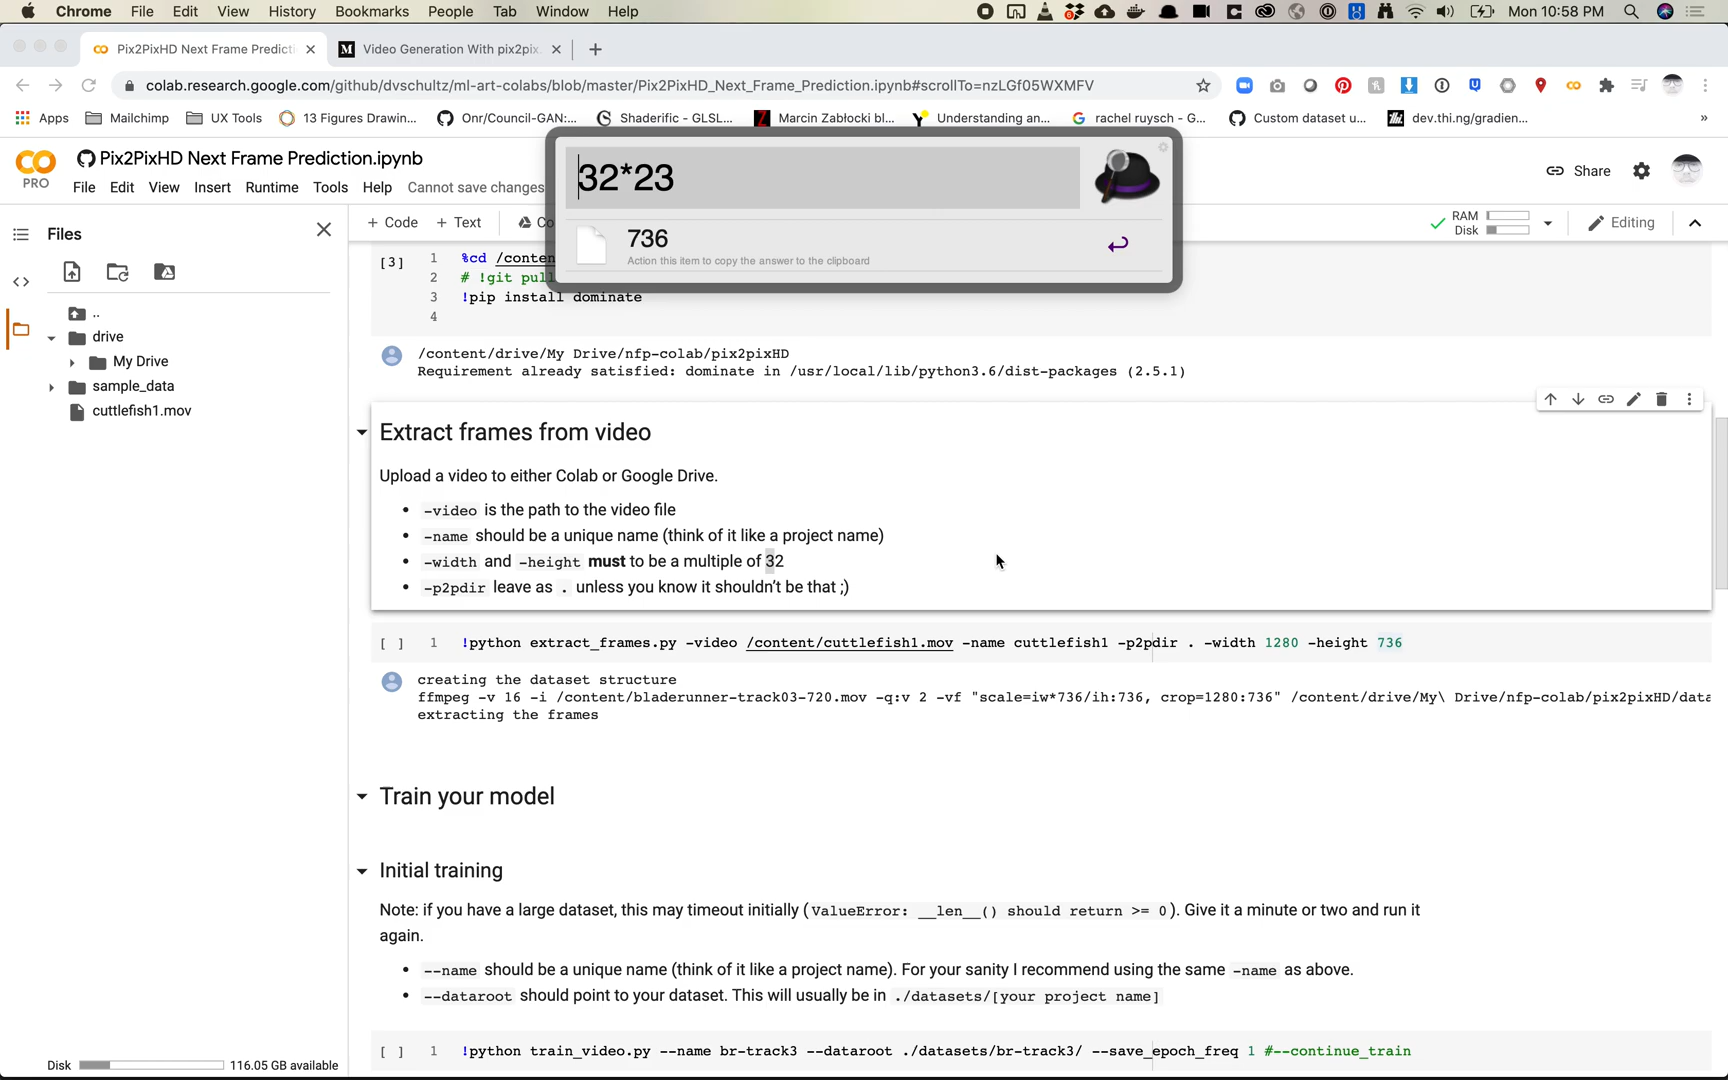 Chrome File Edit View History Bookmarks People Tab Window Help Mon 10:58 PM
Pix2PixHD Next Frame Predicti Video Generation With pix2pix.
colab.research.google.com/github/dvschultz/ml-art-colabs/blob/master/Pix2PixHD_Next_Frame_Prediction.ipynb#scrollTo=nzLGf05WXMFV
Apps Mailchimp UX Tools 13 Figures Drawin... Onr/Council-GAN:... Shaderific - GLSL... Marcin Zabłocki bl... Understanding an... rachel ruysch - G... Custom dataset u... dev.thi.ng/gradien... »
Pix2PixHD Next Frame Prediction.ipynb
PRO
File Edit View Insert Runtime Tools Help Cannot save changes
Share
32*23
736
Action this item to copy the answer to the clipboard
Files
+ Code + Text Co
RAM
Disk
Editing
..
drive
My Drive
sample_data
cuttlefish1.mov
[3] 1 %cd /conten
2 # !git pull
3 !pip install dominate
4
/content/drive/My Drive/nfp-colab/pix2pixHD
Requirement already satisfied: dominate in /usr/local/lib/python3.6/dist-packages (2.5.1)
Extract frames from video
Upload a video to either Colab or Google Drive.
• -video is the path to the video file
• -name should be a unique name (think of it like a project name)
• -width and -height must to be a multiple of 32
• -p2pdir leave as . unless you know it shouldn't be that ;)
[ ] 1 !python extract_frames.py -video /content/cuttlefish1.mov -name cuttlefish1 -p2pdir . -width 1280 -height 736
creating the dataset structure
ffmpeg -v 16 -i /content/bladerunner-track03-720.mov -q:v 2 -vf "scale=iw*736/ih:736, crop=1280:736" /content/drive/My\ Drive/nfp-colab/pix2pixHD/data
extracting the frames
Train your model
Initial training
Note: if you have a large dataset, this may timeout initially (ValueError: __len__() should return >= 0). Give it a minute or two and run it
again.
• --name should be a unique name (think of it like a project name). For your sanity I recommend using the same -name as above.
• --dataroot should point to your dataset. This will usually be in ./datasets/[your project name]
[ ] 1 !python train_video.py --name br-track3 --dataroot ./datasets/br-track3/ --save_epoch_freq 1 #--continue_train
Disk 116.05 GB available